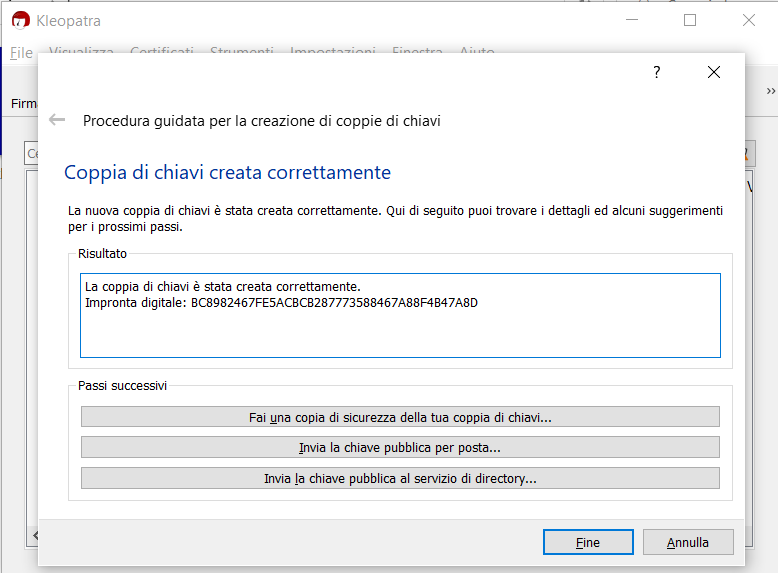 Kleopatra
File Visualizza Certificati Strumenti Impostazioni Finestra Aiuto
?
Firm
»
Procedura guidata per la creazione di coppie di chiavi
Ce
Coppia di chiavi creata correttamente
La nuova coppia di chiavi è stata creata correttamente. Qui di seguito puoi trovare i dettagli ed alcuni suggerimenti
per i prossimi passi.
Risultato
La coppia di chiavi è stata creata correttamente.
Impronta digitale: BC8982467FE5ACBCB287773588467A88F4B47A8D
Passi successivi
Fai una copia di sicurezza della tua coppia di chiavi...
Invia la chiave pubblica per posta...
Invia la chiave pubblica al servizio di directory...
Fine
Annulla